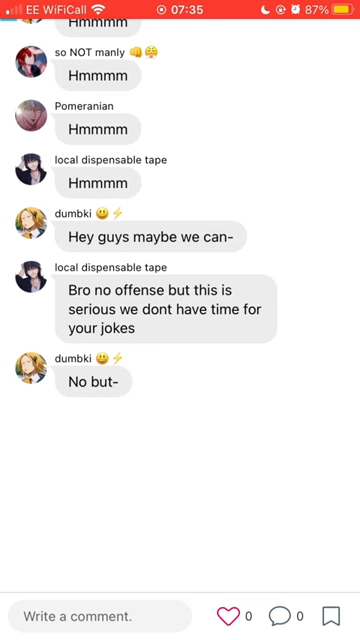 EE WiFiCall 07:35 87%
Hmmmm
so NOT manly 👊😤
Hmmmm
Pomeranian
Hmmmm
local dispensable tape
Hmmmm
dumbki 😃⚡
Hey guys maybe we can-
local dispensable tape
Bro no offense but this is
serious we dont have time for
your jokes
dumbki 😃⚡
No but-
Write a comment. 0 0